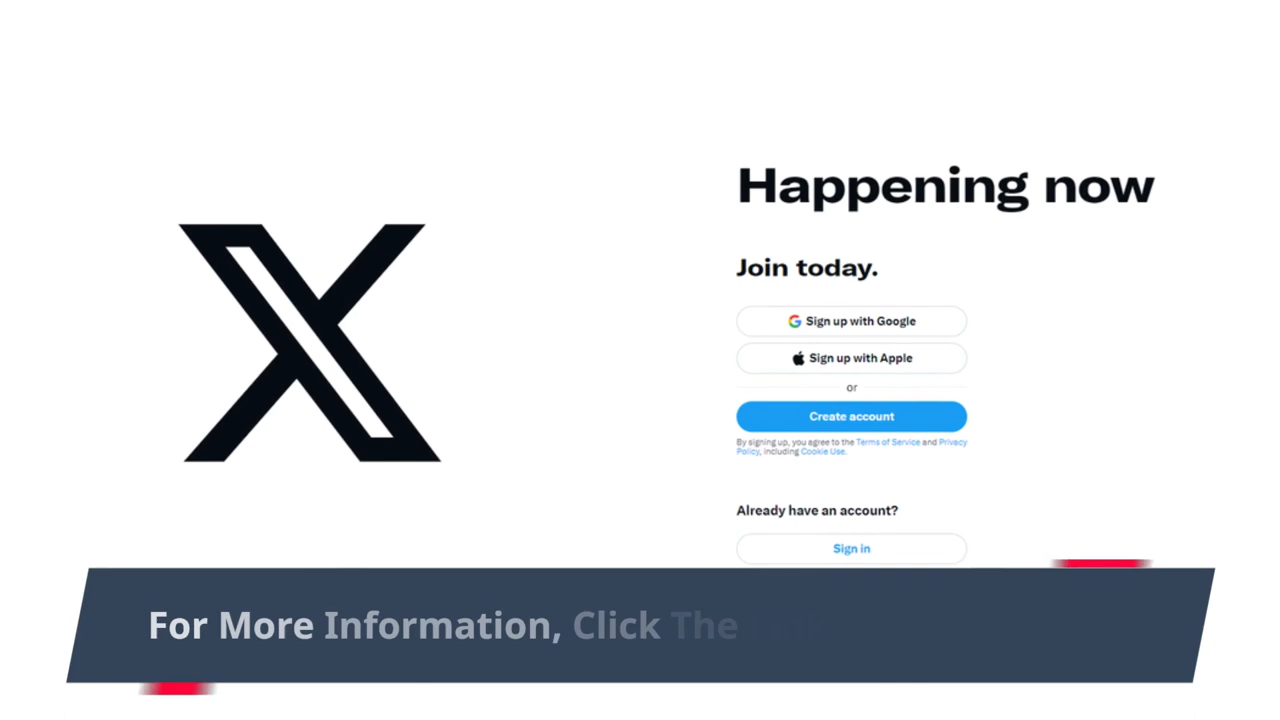 Happening now
Join today.
Sign up with Google
Sign up with Apple
or
Create account
By signing up, you agree to the Terms of Service and Privacy
Policy, including Cookie Use.
Already have an account?
Sign in
For More Information, Click The